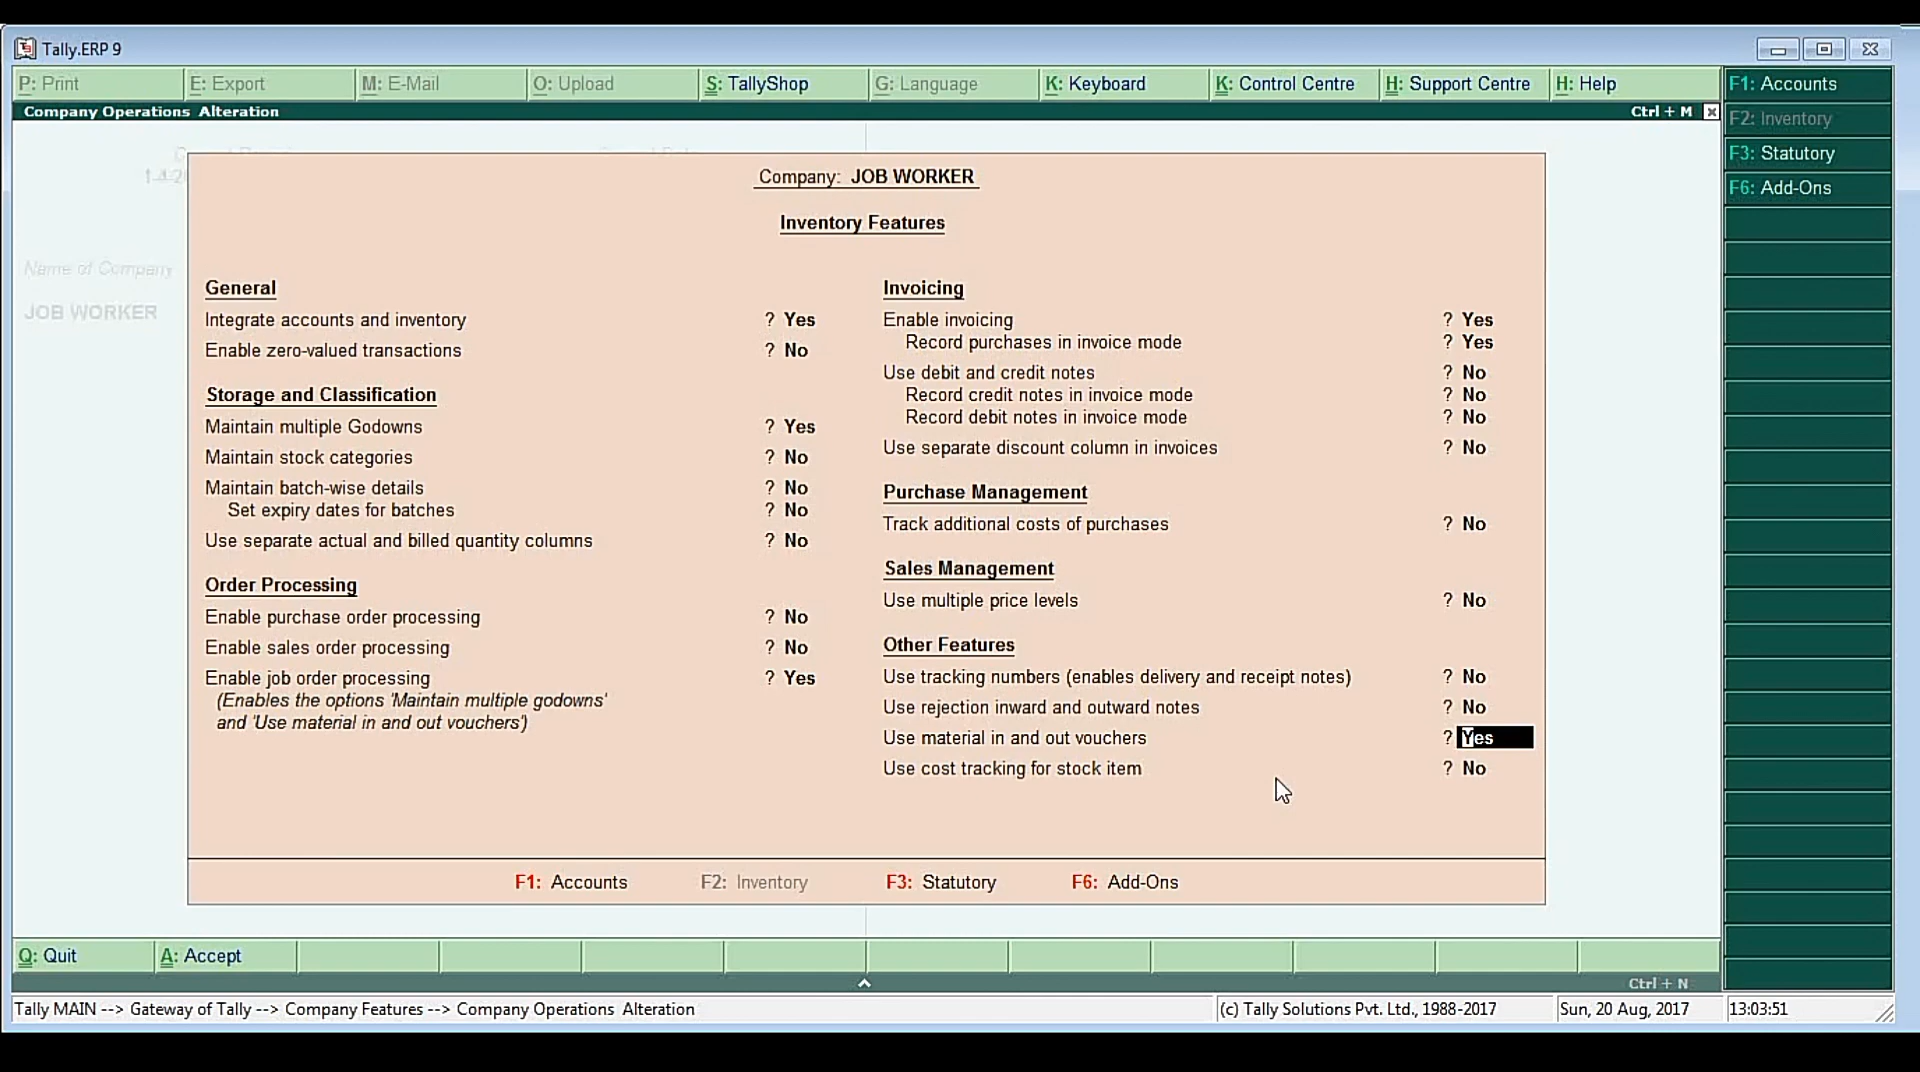 Tally.ERP 9
P: Print E: Export M: E-Mail O: Upload S: TallyShop G: Language K: Keyboard K: Control Centre H: Support Centre H: Help
Company Operations Alteration Ctrl + M
Company: JOB WORKER
Inventory Features
Name of Company
JOB WORKER
General
Integrate accounts and inventory ? Yes
Enable zero-valued transactions ? No
Storage and Classification
Maintain multiple Godowns ? Yes
Maintain stock categories ? No
Maintain batch-wise details ? No
Set expiry dates for batches ? No
Use separate actual and billed quantity columns ? No
Order Processing
Enable purchase order processing ? No
Enable sales order processing ? No
Enable job order processing ? Yes
(Enables the options 'Maintain multiple godowns'
and 'Use material in and out vouchers')
Invoicing
Enable invoicing ? Yes
Record purchases in invoice mode ? Yes
Use debit and credit notes ? No
Record credit notes in invoice mode ? No
Record debit notes in invoice mode ? No
Use separate discount column in invoices ? No
Purchase Management
Track additional costs of purchases ? No
Sales Management
Use multiple price levels ? No
Other Features
Use tracking numbers (enables delivery and receipt notes) ? No
Use rejection inward and outward notes ? No
Use material in and out vouchers ? Yes
Use cost tracking for stock item ? No
F1: Accounts F2: Inventory F3: Statutory F6: Add-Ons
F1: Accounts
F2: Inventory
F3: Statutory
F6: Add-Ons
Q: Quit A: Accept
Ctrl + N
Tally MAIN --> Gateway of Tally --> Company Features --> Company Operations Alteration (c) Tally Solutions Pvt. Ltd., 1988-2017 Sun, 20 Aug, 2017 13:03:51